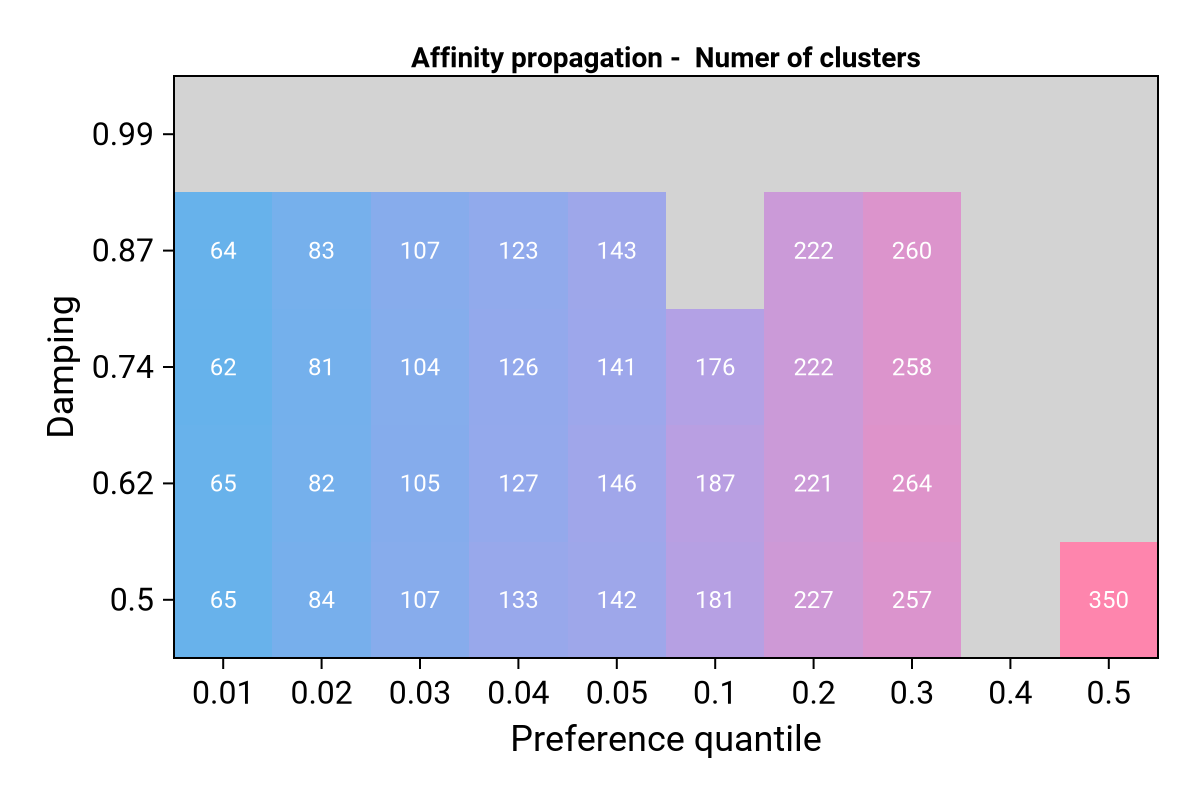 Affinity propagation -  Numer of clusters
Damping
0.99
0.87 64 83 107 123 143 222 260
0.74 62 81 104 126 141 176 222 258
0.62 65 82 105 127 146 187 221 264
0.5 65 84 107 133 142 181 227 257 350
0.01 0.02 0.03 0.04 0.05 0.1 0.2 0.3 0.4 0.5
Preference quantile